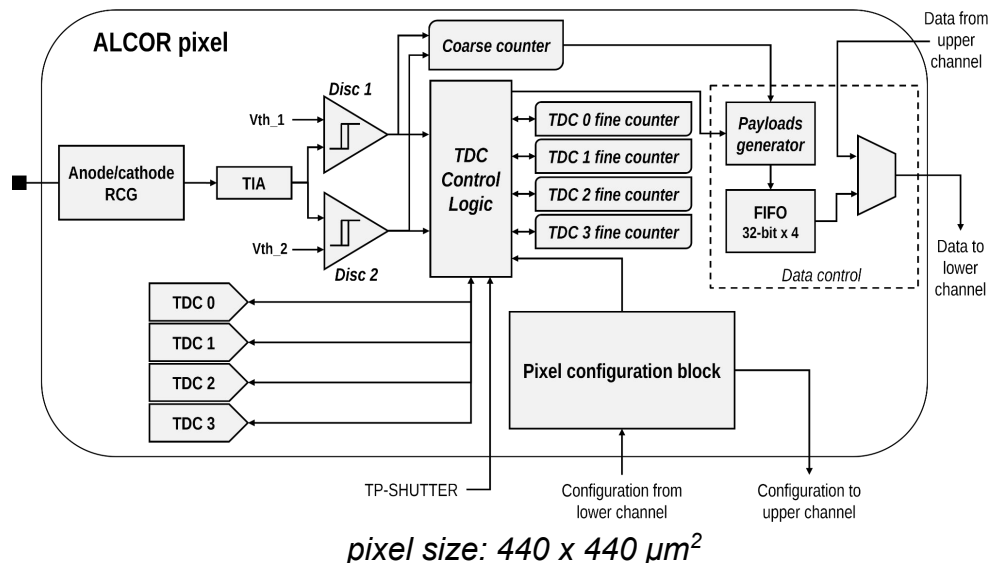 ALCOR pixel
Coarse counter
Data from
upper
channel
Disc 1
Vth_1
TDC 0 fine counter
TDC 1 fine counter
TDC 2 fine counter
TDC 3 fine counter
Payloads
generator
TDC
Control
Logic
Anode/cathode
RCG
TIA
FIFO
32-bit x 4
Vth_2
Disc 2
Data control
Data to
lower
channel
TDC 0
TDC 1
TDC 2
TDC 3
Pixel configuration block
TP-SHUTTER
Configuration from
lower channel
Configuration to
upper channel
pixel size: 440 x 440 μm²